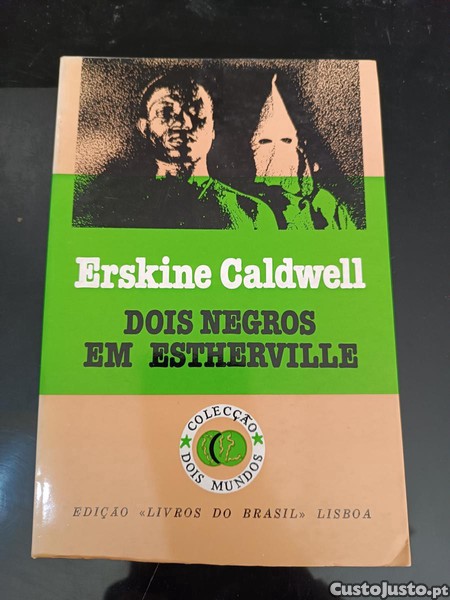 Erskine Caldwell
DOIS NEGROS
EM ESTHERVILLE
COLECÇÃO
DOIS MUNDOS
EDIÇÃO «LIVROS DO BRASIL» LISBOA
CustoJusto.pt